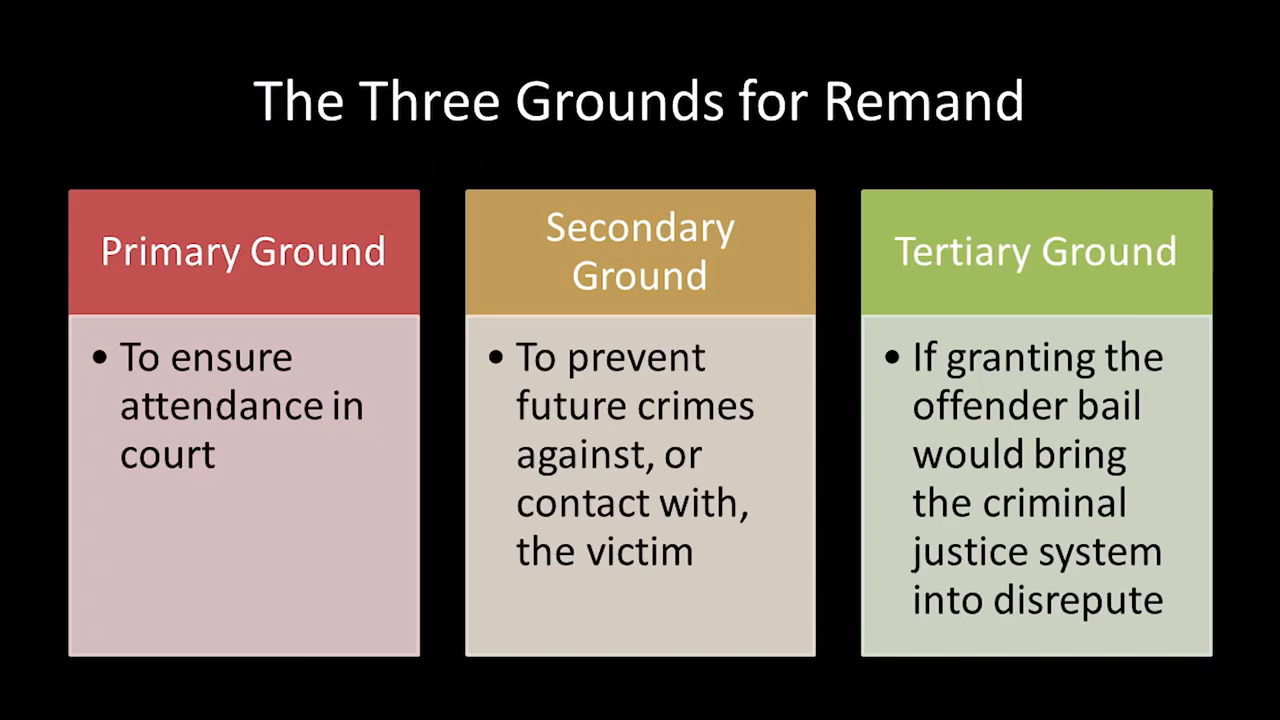 The Three Grounds for Remand
Primary Ground
• To ensure
attendance in
court
Secondary
Ground
• To prevent
future crimes
against, or
contact with,
the victim
Tertiary Ground
• If granting the
offender bail
would bring
the criminal
justice system
into disrepute